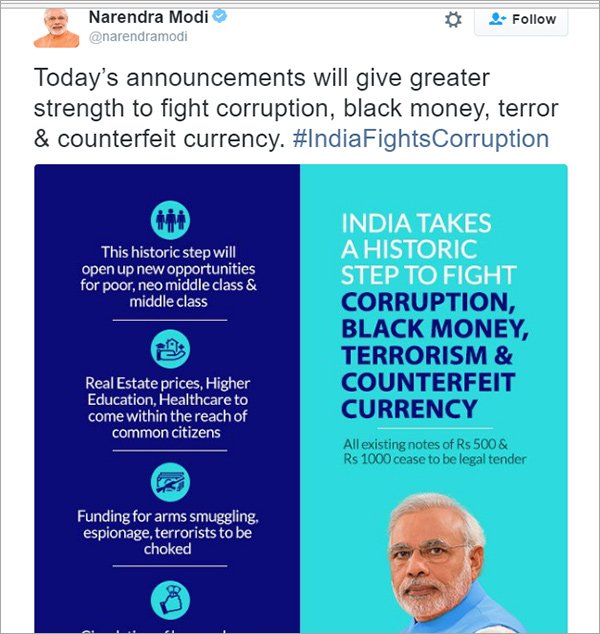 Narendra Modi
@narendramodi
Follow
Today's announcements will give greater
strength to fight corruption, black money, terror
& counterfeit currency. #IndiaFightsCorruption
This historic step will
open up new opportunities
for poor, neo middle class &
middle class
Real Estate prices, Higher
Education, Healthcare to
come within the reach of
common citizens
Funding for arms smuggling,
espionage, terrorists to be
choked
INDIA TAKES
A HISTORIC
STEP TO FIGHT
CORRUPTION,
BLACK MONEY,
TERRORISM &
COUNTERFEIT
CURRENCY
All existing notes of Rs 500 &
Rs 1000 cease to be legal tender